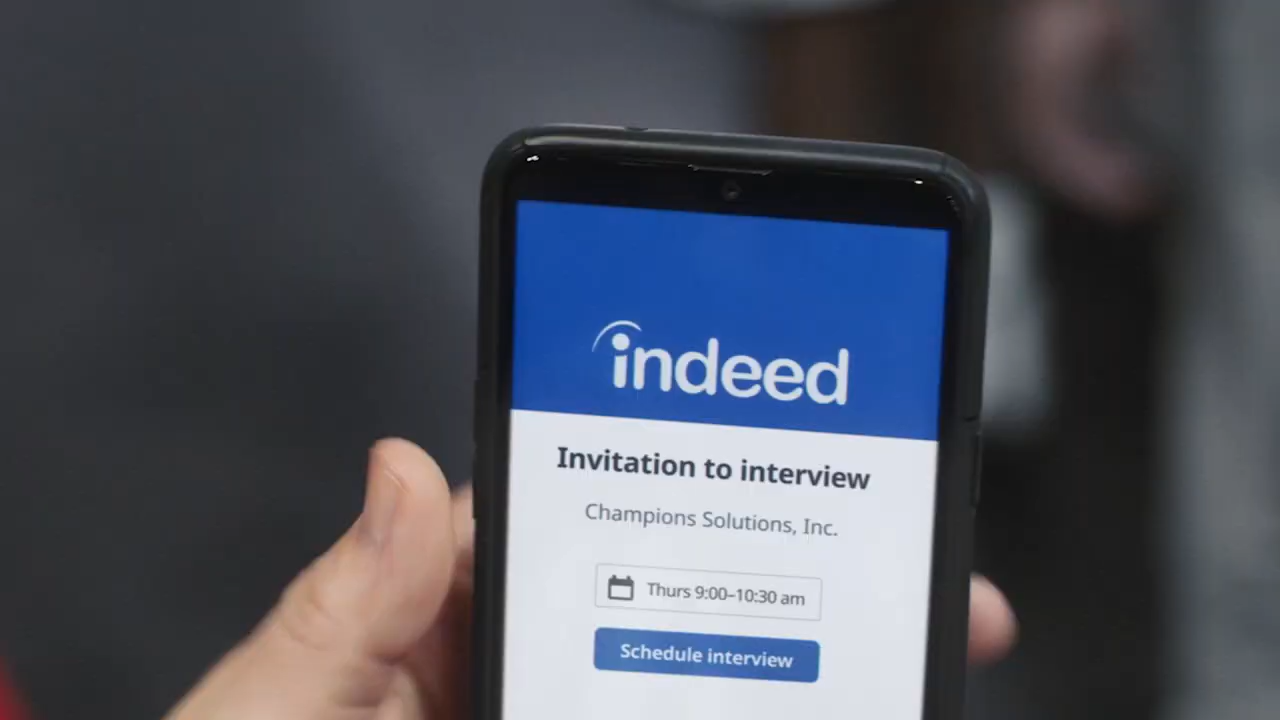 indeed
Invitation to interview
Champions Solutions, Inc.
Thurs 9:00–10:30 am
Schedule interview